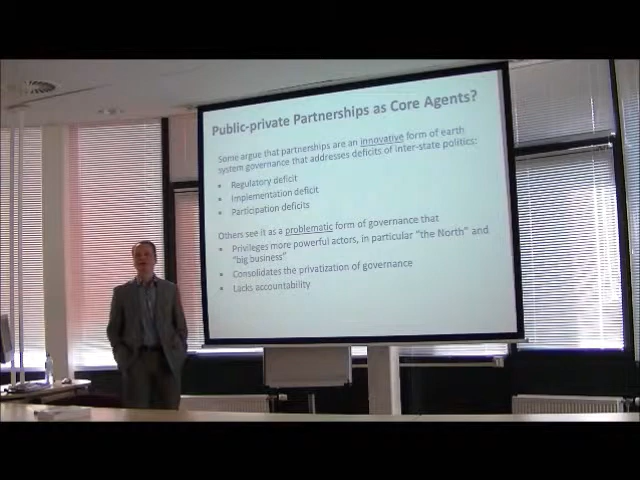 Public-private Partnerships as Core Agents?
Some argue that partnerships are an innovative form of earth
system governance that addresses deficits of inter-state politics:
• Regulatory deficit
• Implementation deficit
• Participation deficits
Others see it as a problematic form of governance that
• Privileges more powerful actors, in particular “the North” and
“big business”
• Consolidates the privatization of governance
• Lacks accountability